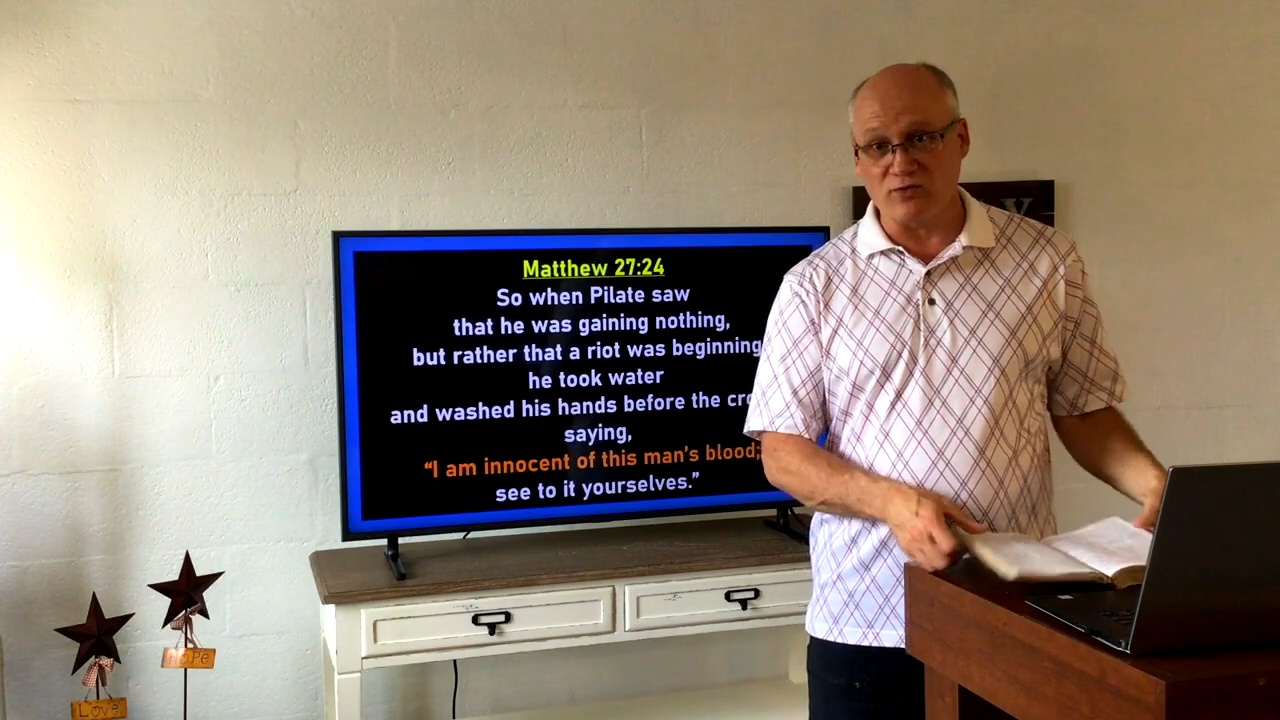 Matthew 27:24
So when Pilate saw
that he was gaining nothing,
but rather that a riot was beginning
he took water
and washed his hands before the
saying,
“I am innocent of this man’s blood;
see to it yourselves.”
Hope
Love